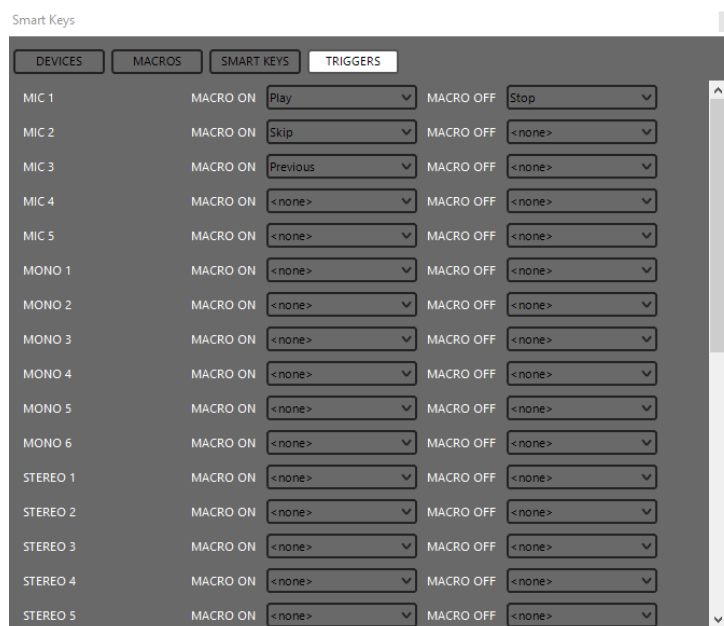 Smart Keys
DEVICES MACROS SMART KEYS TRIGGERS
MIC 1 MACRO ON Play MACRO OFF Stop
MIC 2 MACRO ON Skip MACRO OFF <none>
MIC 3 MACRO ON Previous MACRO OFF <none>
MIC 4 MACRO ON <none> MACRO OFF <none>
MIC 5 MACRO ON <none> MACRO OFF <none>
MONO 1 MACRO ON <none> MACRO OFF <none>
MONO 2 MACRO ON <none> MACRO OFF <none>
MONO 3 MACRO ON <none> MACRO OFF <none>
MONO 4 MACRO ON <none> MACRO OFF <none>
MONO 5 MACRO ON <none> MACRO OFF <none>
MONO 6 MACRO ON <none> MACRO OFF <none>
STEREO 1 MACRO ON <none> MACRO OFF <none>
STEREO 2 MACRO ON <none> MACRO OFF <none>
STEREO 3 MACRO ON <none> MACRO OFF <none>
STEREO 4 MACRO ON <none> MACRO OFF <none>
STEREO 5 MACRO ON <none> MACRO OFF <none>